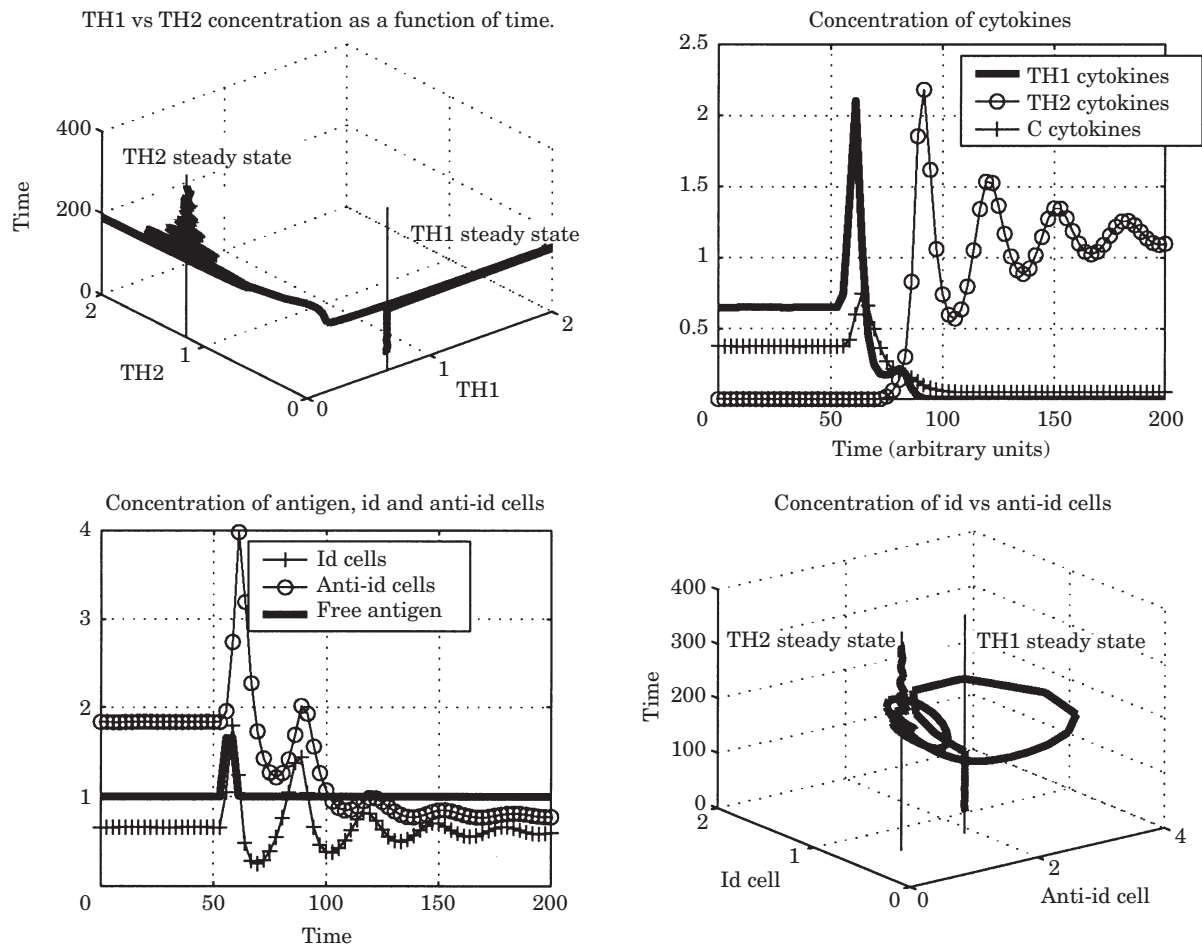 TH1 vs TH2 concentration as a function of time.
400
200
0
Time
TH2 steady state
TH1 steady state
2
1
0
TH2
0
1
2
TH1
Concentration of cytokines
2.5
2
1.5
1
0.5
0
50
100
150
200
Time (arbitrary units)
TH1 cytokines
TH2 cytokines
C cytokines
Concentration of antigen, id and anti-id cells
4
3
2
1
0
50
100
150
200
Time
Id cells
Anti-id cells
Free antigen
Concentration of id vs anti-id cells
400
300
200
100
0
Time
TH2 steady state
TH1 steady state
2
1
0
Id cell
0
2
4
Anti-id cell